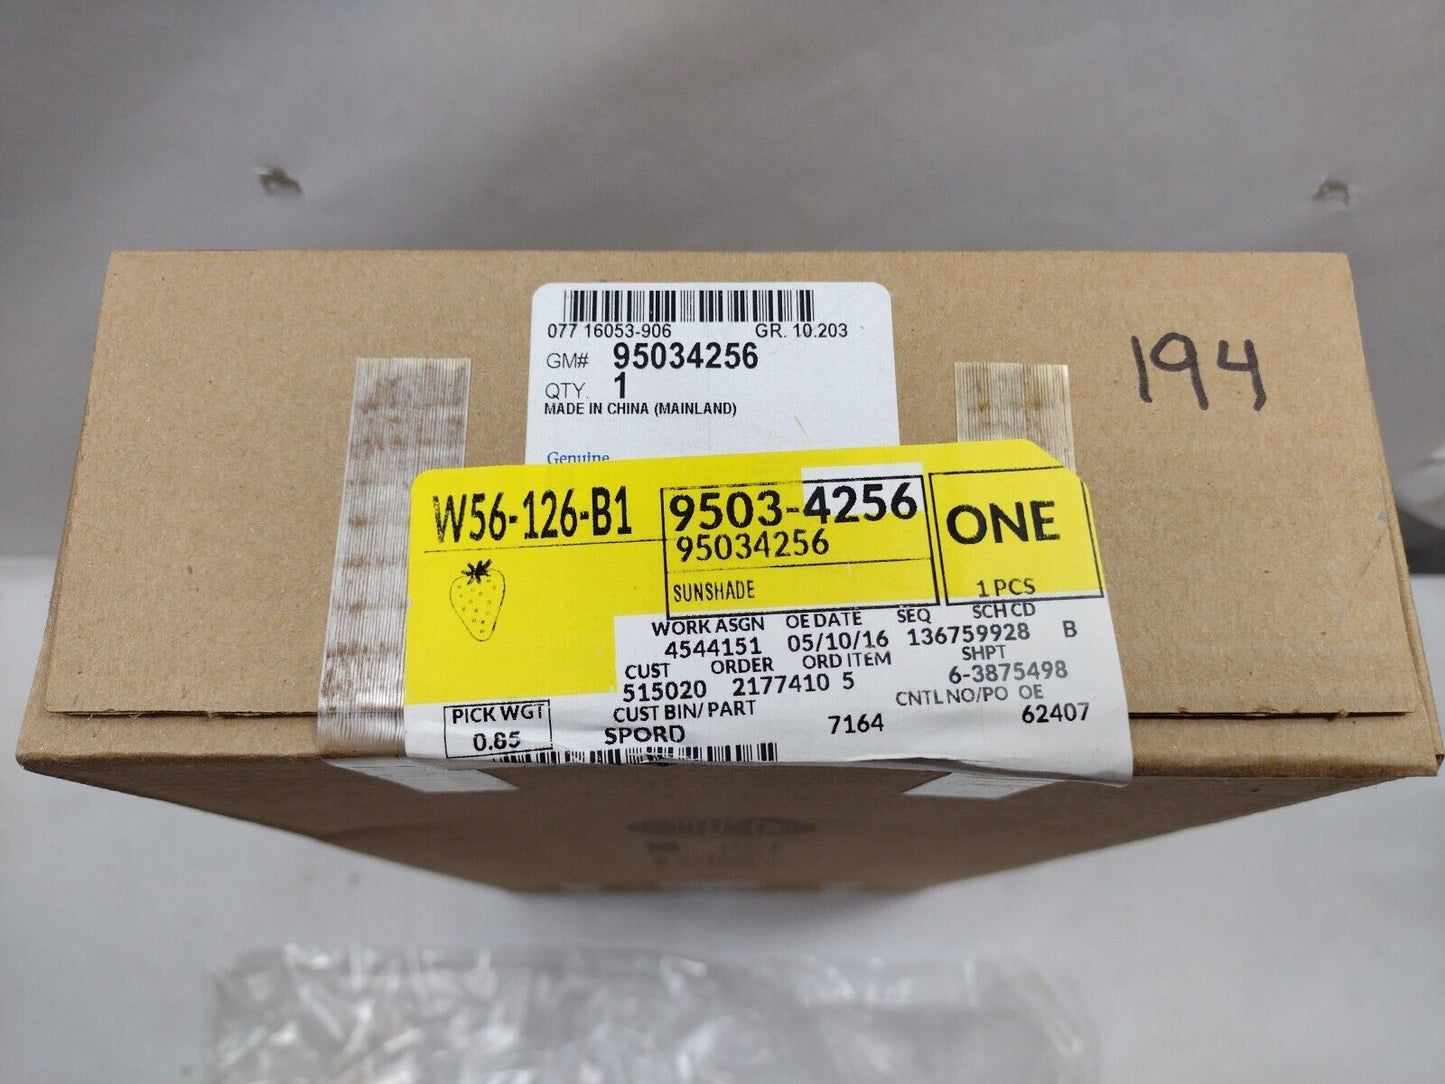 077 16053-906 GR. 10.203
GM# 95034256
QTY. 1
MADE IN CHINA (MAINLAND)
Genuine
194
W56-126-B1
9503-4256
95034256
SUNSHADE
ONE
1 PCS
WORK ASGN OE DATE SEQ SCH CD
4544151 05/10/16 136759928 B
CUST ORDER ORD ITEM SHPT
515020 2177410 5 6-3875498
CUST BIN/PART CNTL NO/PO OE
SPORD 7164 62407
PICK WGT
0.85